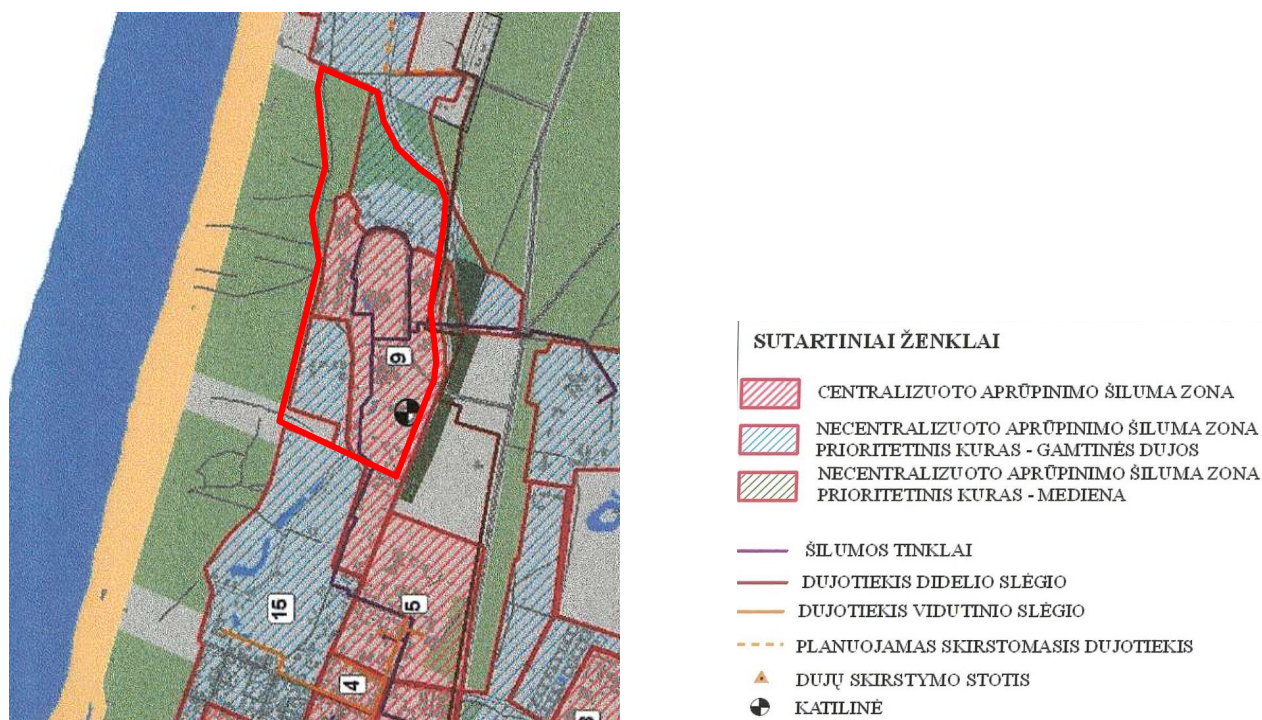 9
15
5
4
SUTARTINIAI ŽENKLAI
CENTRALIZUOTO APRŪPINIMO ŠILUMA ZONA
NECENTRALIZUOTO APRŪPINIMO ŠILUMA ZONA
PRIORITETINIS KURAS - GAMTINĖS DUJOS
NECENTRALIZUOTO APRŪPINIMO ŠILUMA ZONA
PRIORITETINIS KURAS - MEDIENA
ŠILUMOS TINKLAI
DUJOTIEKIS DIDELIO SLĖGIO
DUJOTIEKIS VIDUTINIO SLĖGIO
PLANUOJAMAS SKIRSTOMASIS DUJOTIEKIS
DUJŲ SKIRSTYMO STOTIS
KATILINĖ